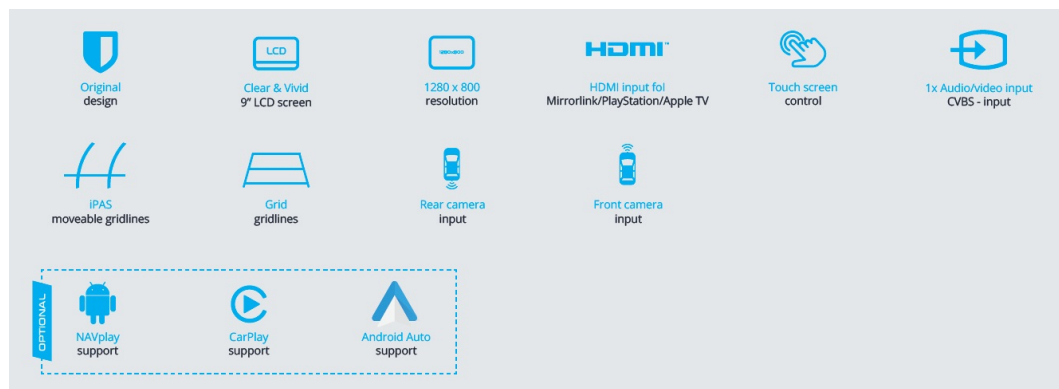 LCD
1280x800
HDMI™
Original
design
Clear & Vivid
9” LCD screen
1280 x 800
resolution
HDMI input fol
Mirrorlink/PlayStation/Apple TV
Touch screen
control
1x Audio/video input
CVBS - input
iPAS
moveable gridlines
Grid
gridlines
Rear camera
input
Front camera
input
OPTIONAL
NAVplay
support
CarPlay
support
Android Auto
support